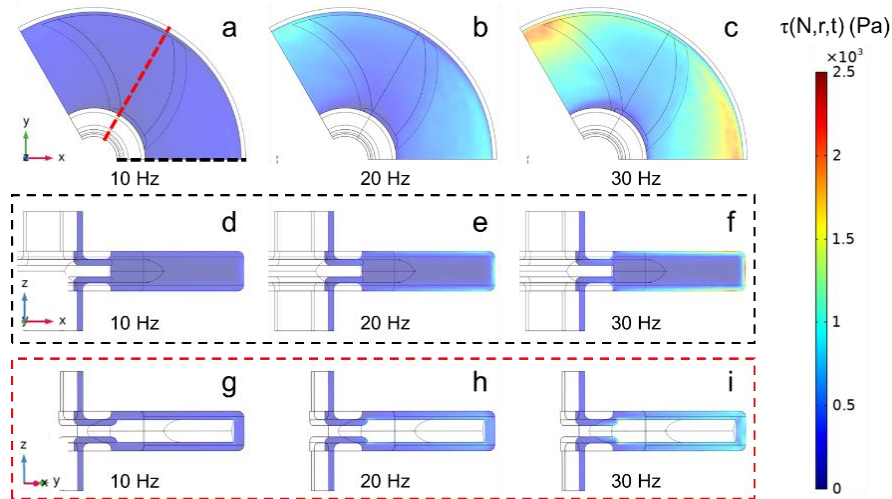 a
b
c
τ(N,r,t) (Pa)
×10³
2.5
2
1.5
1
0.5
0
y
z
x
10 Hz
20 Hz
30 Hz
d
e
f
z
y
x
10 Hz
20 Hz
30 Hz
g
h
i
z
x y
10 Hz
20 Hz
30 Hz